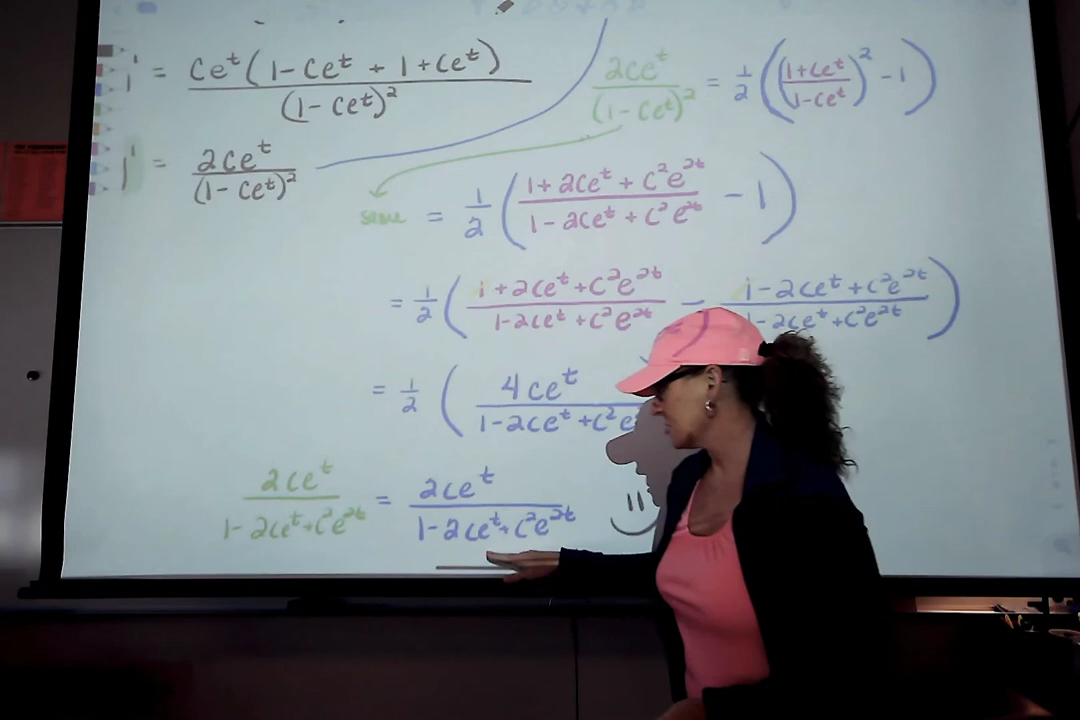 y' = Ce^t(1-Ce^t + 1+Ce^t) / (1-Ce^t)^2
y' = 2Ce^t / (1-Ce^t)^2
2Ce^t / (1-Ce^t)^2 = 1/2 ((1+Ce^t / 1-Ce^t)^2 - 1)
same = 1/2 (1+2Ce^t+C^2e^2t / 1-2Ce^t+C^2e^2t - 1)
= 1/2 (1+2Ce^t+C^2e^2t / 1-2Ce^t+C^2e^2t - 1-2Ce^t+C^2e^2t / 1-2Ce^t+C^2e^2t)
= 1/2 (4Ce^t / 1-2Ce^t+C^2e
2Ce^t / 1-2Ce^t+C^2e^2t = 2Ce^t / 1-2Ce^t+C^2e^2t